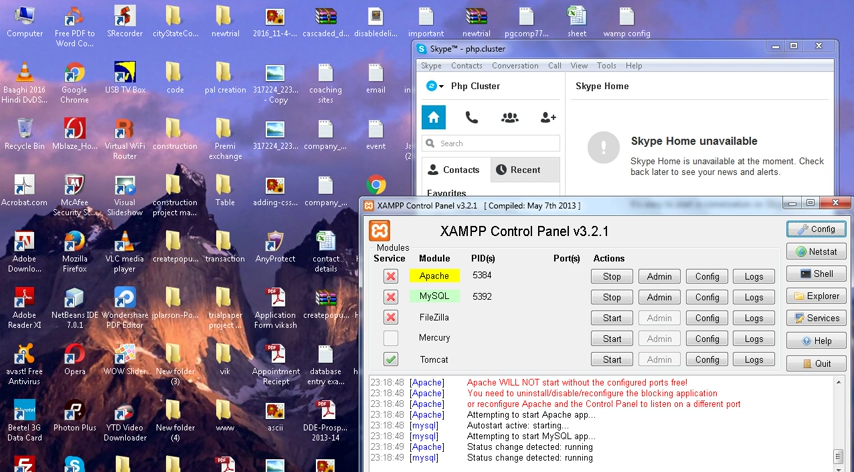 Computer
Free PDF to
Word Co...
SRecorder
cityStateCo...
newtrial
2016_11-4-...
cascaded_d...
disabledeli...
important
newtrial
pgcomp77...
sheet
wamp config
Baaghi 2016
Hindi DvDS...
Google
Chrome
USB TV Box
code
pal creation
317224_223...
- Copy
coaching
sites
email
Recycle Bin
Mblaze_Ho...
Virtual WiFi
Router
construction
Premi
exchange
317224_223...
company_...
event
Acrobat.com
McAfee
Security Sc...
Visual
Slideshow
construction
project ma...
Table
adding-css...
company_...
Adobe
Downlo...
Mozilla
Firefox
VLC media
player
createpopu...
transaction
AnyProtect
contact
details
Adobe
Reader XI
NetBeans IDE
7.0.1
Wondershare
PDF Editor
plarson-Po...
trialpaper
project ...
Application
Form vikash
createpopu...
avast! Free
Antivirus
Opera
WOW Slider
New folder
(3)
vik
Appointment
Reciept
database
entry exa...
Beetel 3G
Data Card
Photon Plus
YTD Video
Downloader
New folder
(4)
www
ascii
DDE-Prosp...
2013-14
Skype™ - php.cluster
Skype Contacts Conversation Call View Tools Help
Php Cluster
Search
Contacts
Recent
Favorites
Skype Home
Skype Home unavailable
Skype Home is unavailable at the moment. Check
back later to see your news and alerts.
XAMPP Control Panel v3.2.1 [ Compiled: May 7th 2013 ]
XAMPP Control Panel v3.2.1
Modules
Service Module PID(s) Port(s) Actions
Apache 5384 Stop Admin Config Logs
MySQL 5392 Stop Admin Config Logs
FileZilla Start Admin Config Logs
Mercury Start Admin Config Logs
Tomcat Start Admin Config Logs
Config
Netstat
Shell
Explorer
Services
Help
Quit
23:18:48 [Apache] Apache WILL NOT start without the configured ports free!
23:18:48 [Apache] You need to uninstall/disable/reconfigure the blocking application
23:18:48 [Apache] or reconfigure Apache and the Control Panel to listen on a different port
23:18:48 [Apache] Attempting to start Apache app...
23:18:48 [mysql] Autostart active: starting...
23:18:48 [mysql] Attempting to start MySQL app...
23:18:49 [Apache] Status change detected: running
23:18:49 [mysql] Status change detected: running